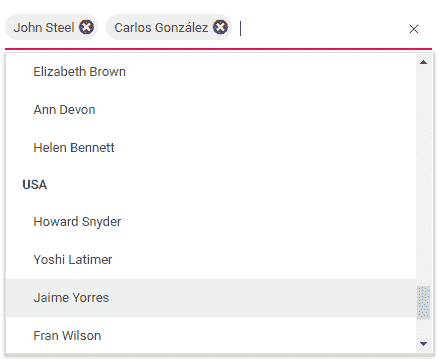 John Steel Carlos González
Elizabeth Brown
Ann Devon
Helen Bennett
USA
Howard Snyder
Yoshi Latimer
Jaime Yorres
Fran Wilson